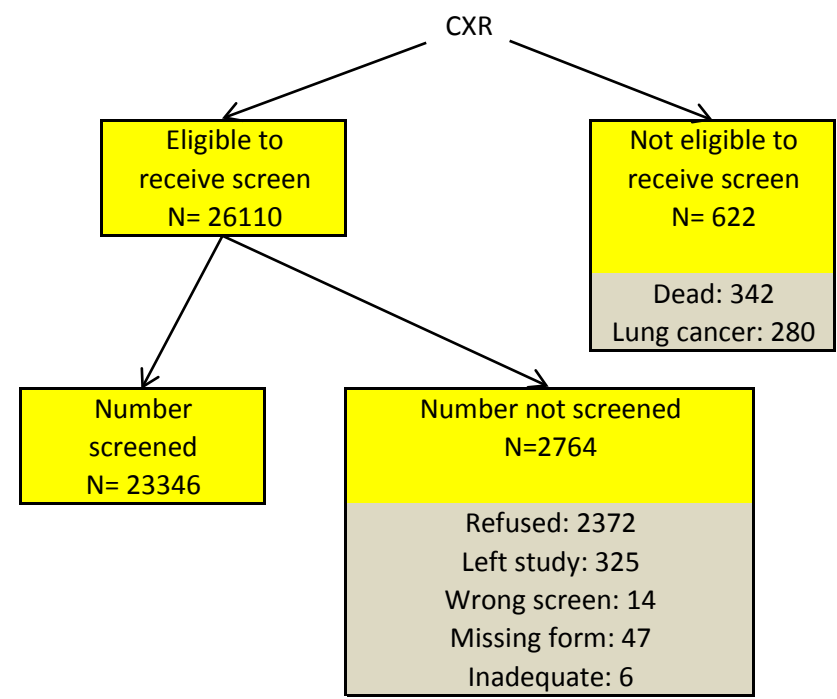 CXR
Eligible to
receive screen
N= 26110
Not eligible to
receive screen
N= 622
Dead: 342
Lung cancer: 280
Number
screened
N= 23346
Number not screened
N=2764
Refused: 2372
Left study: 325
Wrong screen: 14
Missing form: 47
Inadequate: 6